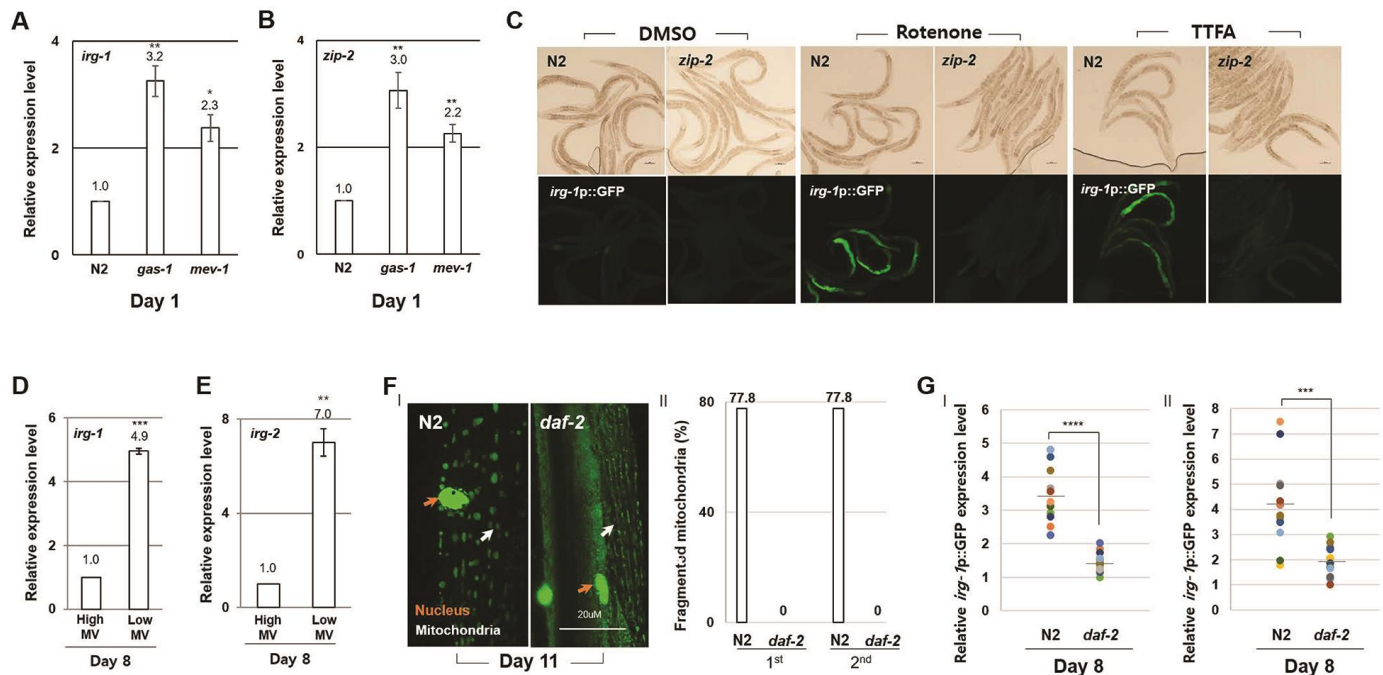 A
irg-1
Relative expression level
4
2
0
1.0
**
3.2
*
2.3
N2
gas-1
mev-1
Day 1
B
zip-2
Relative expression level
4
2
0
1.0
**
3.0
**
2.2
N2
gas-1
mev-1
Day 1
C
DMSO
Rotenone
TTFA
N2
zip-2
N2
zip-2
N2
zip-2
irg-1p::GFP
irg-1p::GFP
irg-1p::GFP
D
irg-1
Relative expression level
6
4
2
0
1.0
***
4.9
High
MV
Low
MV
Day 8
E
irg-2
Relative expression level
8
4
0
1.0
**
7.0
High
MV
Low
MV
Day 8
F
I
N2
daf-2
Nucleus
Mitochondria
20uM
Day 11
II
Fragmentud mitochondria (%)
80
40
0
77.8
0
77.8
0
N2
daf-2
N2
daf-2
1st
2nd
G
I
Relative irg-1p::GFP expression level
6
5
4
3
2
1
0
****
N2
daf-2
Day 8
II
Relative irg-1p::GFP expression level
8
7
6
5
4
3
2
1
0
***
N2
daf-2
Day 8